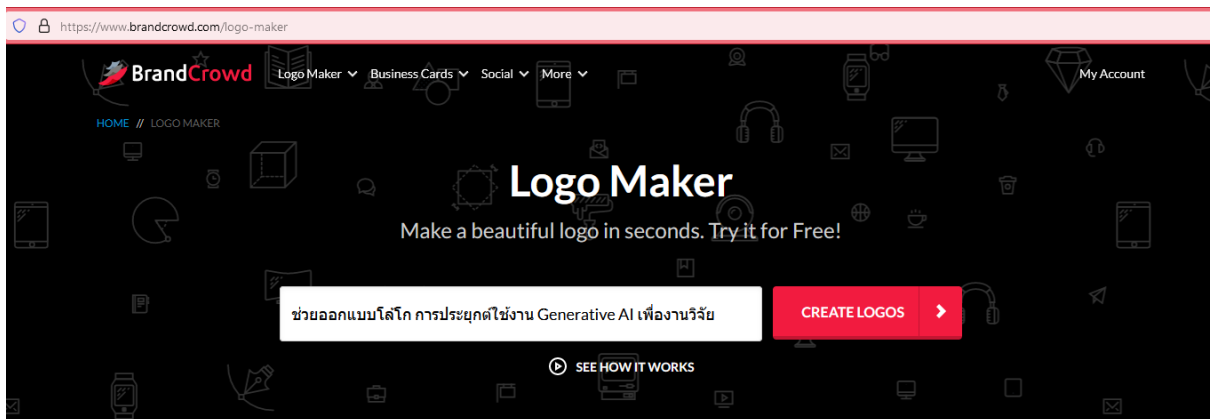 https://www.brandcrowd.com/logo-maker
BrandCrowd Logo Maker Business Cards Social More My Account
HOME // LOGO MAKER
Logo Maker
Make a beautiful logo in seconds. Try it for Free!
ช่วยออกแบบโล่โก การประยุกต์ใช้งาน Generative AI เพื่องานวิจัย CREATE LOGOS
SEE HOW IT WORKS